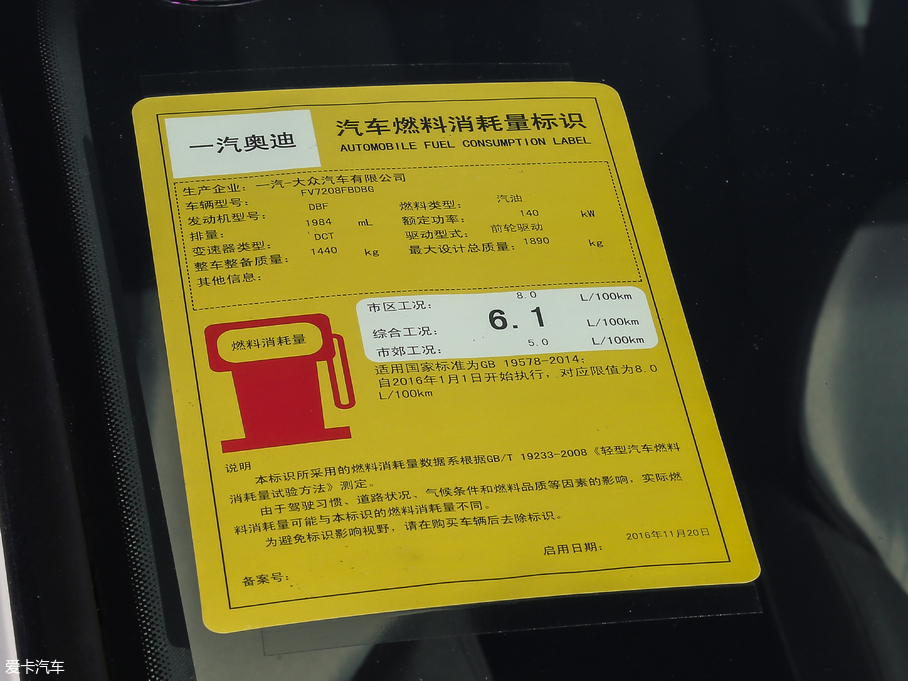 一汽奥迪
汽车燃料消耗量标识
AUTOMOBILE FUEL CONSUMPTION LABEL
生产企业: 一汽-大众汽车有限公司
车辆型号: FV7208FBDBG
发动机型号: DBF 燃料类型: 汽油
排量: 1984 mL 额定功率: 140 kW
变速器类型: DCT 驱动型式: 前轮驱动
整车整备质量: 1440 kg 最大设计总质量: 1890 kg
其他信息:
燃料消耗量
市区工况: 8.0 L/100km
综合工况: 6.1 L/100km
市郊工况: 5.0 L/100km
适用国家标准为GB 19578-2014;
自2016年1月1日开始执行，对应限值为8.0
L/100km
说明
本标识所采用的燃料消耗量数据系根据GB/T 19233-2008《轻型汽车燃料
消耗量试验方法》测定。
由于驾驶习惯、道路状况、气候条件和燃料品质等因素的影响，实际燃
料消耗量可能与本标识的燃料消耗量不同。
为避免标识影响视野，请在购买车辆后去除标识。
备案号: 启用日期: 2016年11月20日
爱卡汽车